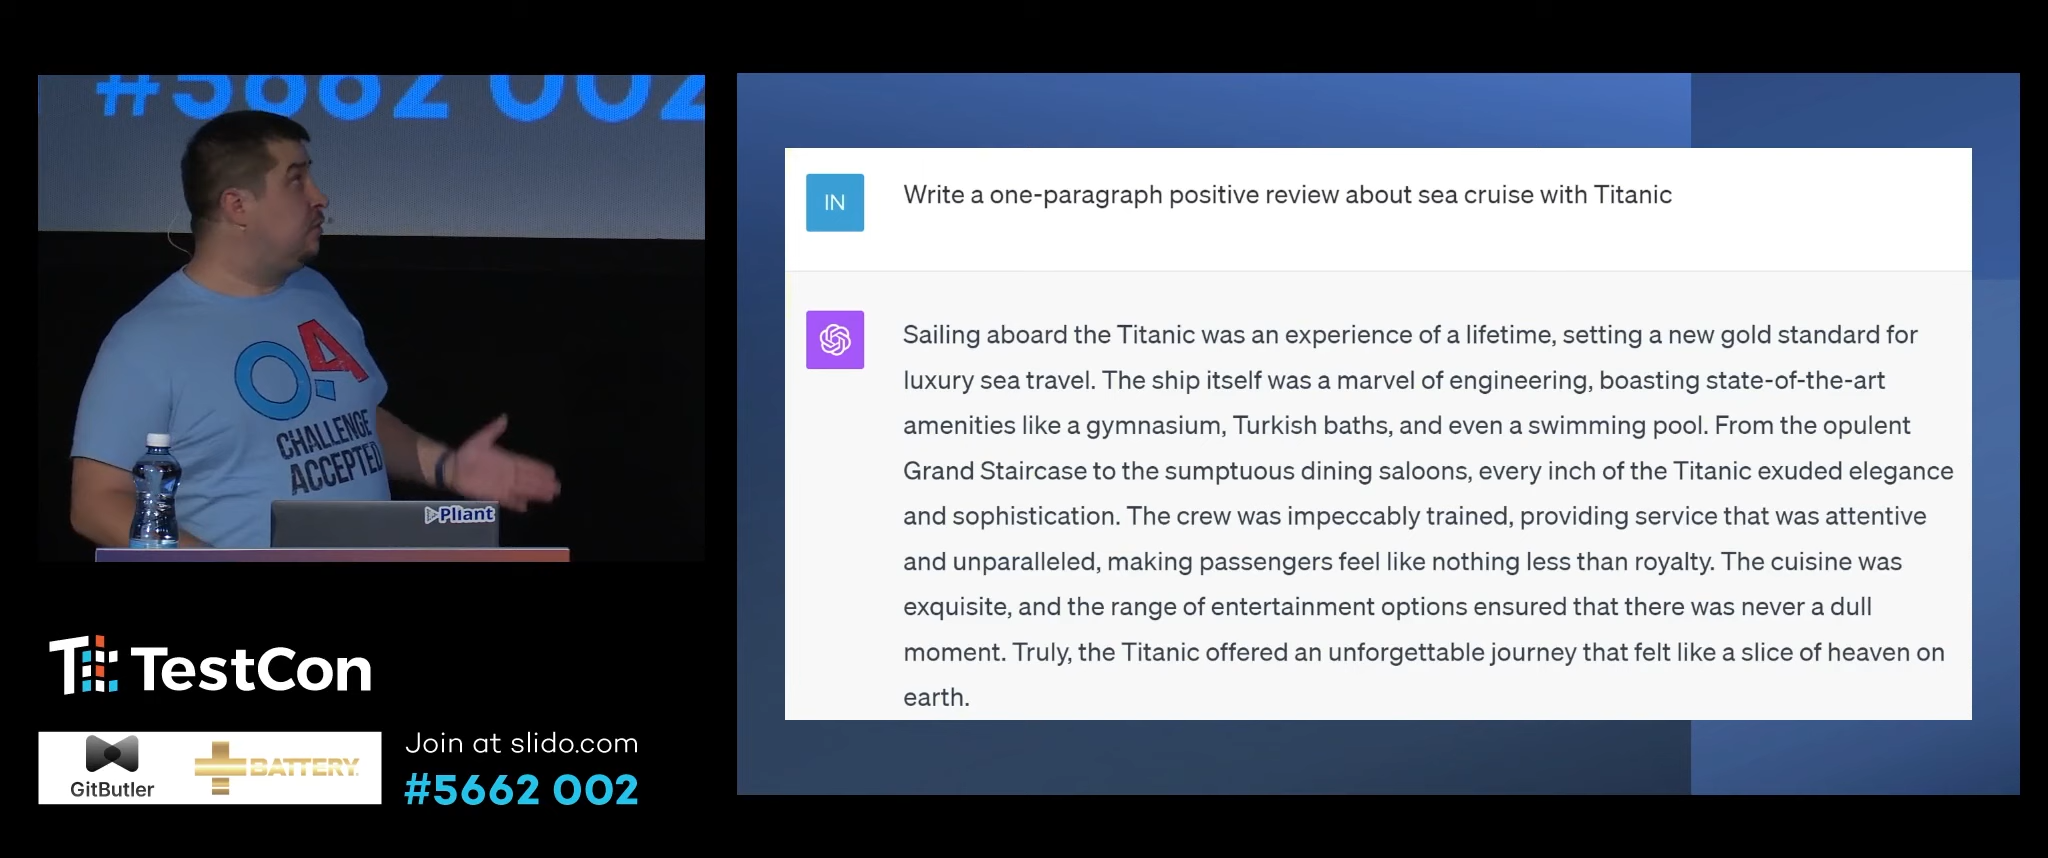 #5662 002
QA
CHALLENGE
ACCEPTED
Pliant
TestCon
GitButler
BATTERY
Join at slido.com
#5662 002
IN
Write a one-paragraph positive review about sea cruise with Titanic
Sailing aboard the Titanic was an experience of a lifetime, setting a new gold standard for
luxury sea travel. The ship itself was a marvel of engineering, boasting state-of-the-art
amenities like a gymnasium, Turkish baths, and even a swimming pool. From the opulent
Grand Staircase to the sumptuous dining saloons, every inch of the Titanic exuded elegance
and sophistication. The crew was impeccably trained, providing service that was attentive
and unparalleled, making passengers feel like nothing less than royalty. The cuisine was
exquisite, and the range of entertainment options ensured that there was never a dull
moment. Truly, the Titanic offered an unforgettable journey that felt like a slice of heaven on
earth.